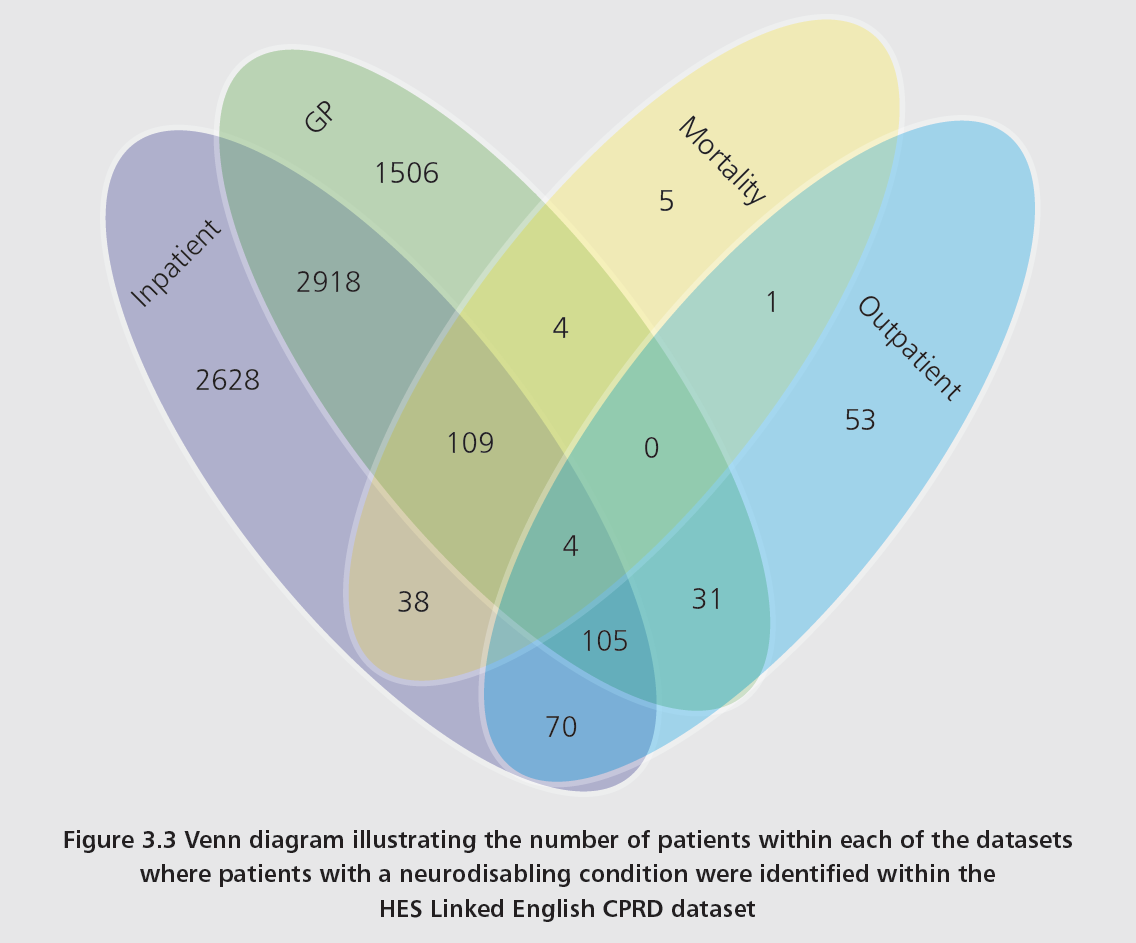 GP
1506
Mortality
5
Inpatient
2918
4
1
Outpatient
2628
53
109
0
4
38
31
105
70
Figure 3.3 Venn diagram illustrating the number of patients within each of the datasets
where patients with a neurodisabling condition were identified within the
HES Linked English CPRD dataset